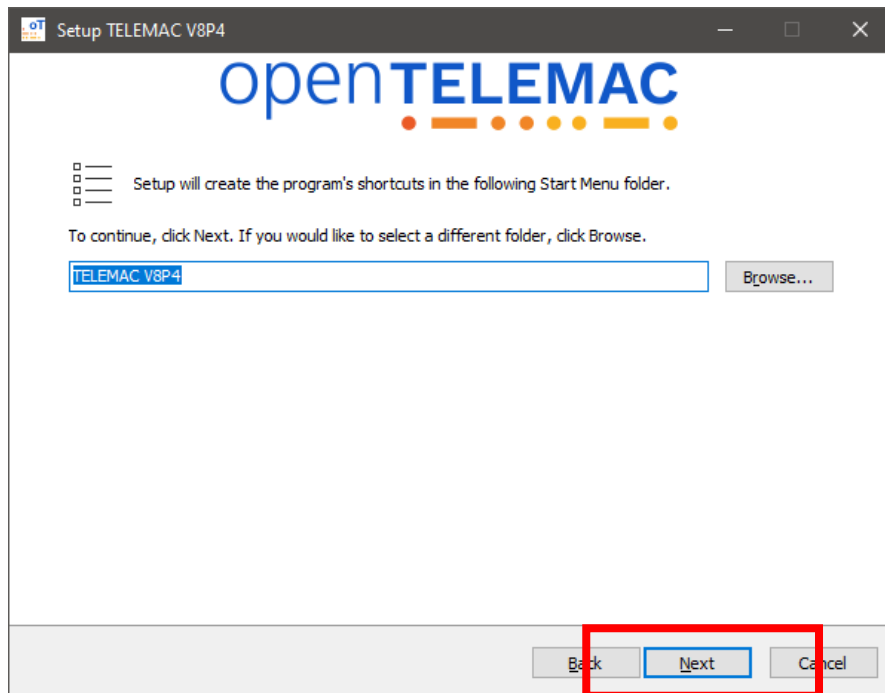 oT
Setup TELEMAC V8P4
openTELEMAC
Setup will create the program's shortcuts in the following Start Menu folder.
To continue, click Next. If you would like to select a different folder, click Browse.
TELEMAC V8P4
Browse...
Back
Next
Cancel